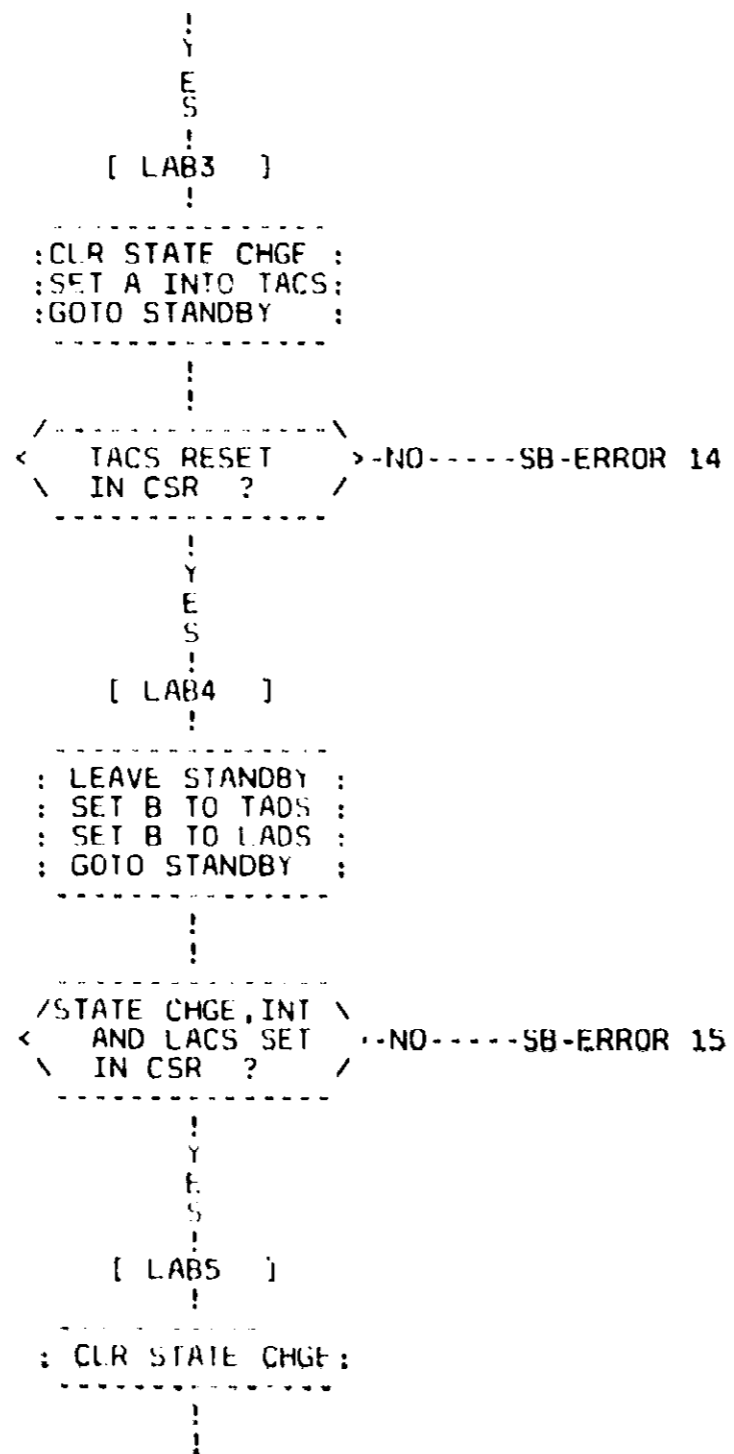 !
Y
E
S
!
[ LAB3 ]
!
- - - - - - - - - - - - - - -
:CLR STATE CHGE :
:SET A INTO TACS:
:GOTO STANDBY :
- - - - - - - - - - - - - - -
!
!
/- - - - - - - - - - - - - - -\
< TACS RESET >-NO-----SB-ERROR 14
\ IN CSR ? /
- - - - - - - - - - - - - - -
!
Y
E
S
!
[ LAB4 ]
!
- - - - - - - - - - - - - - -
: LEAVE STANDBY :
: SET B TO TADS :
: SET B TO LADS :
: GOTO STANDBY :
- - - - - - - - - - - - - - -
!
!
- - - - - - - - - - - - - - -
/STATE CHGE,INT \
< AND LACS SET --NO-----SB-ERROR 15
\ IN CSR ? /
- - - - - - - - - - - - - - -
!
Y
E
S
!
[ LAB5 ]
!
- - - - - - - - - - - - - - -
: CLR STATE CHGE:
- - - - - - - - - - - - - - -
!
!